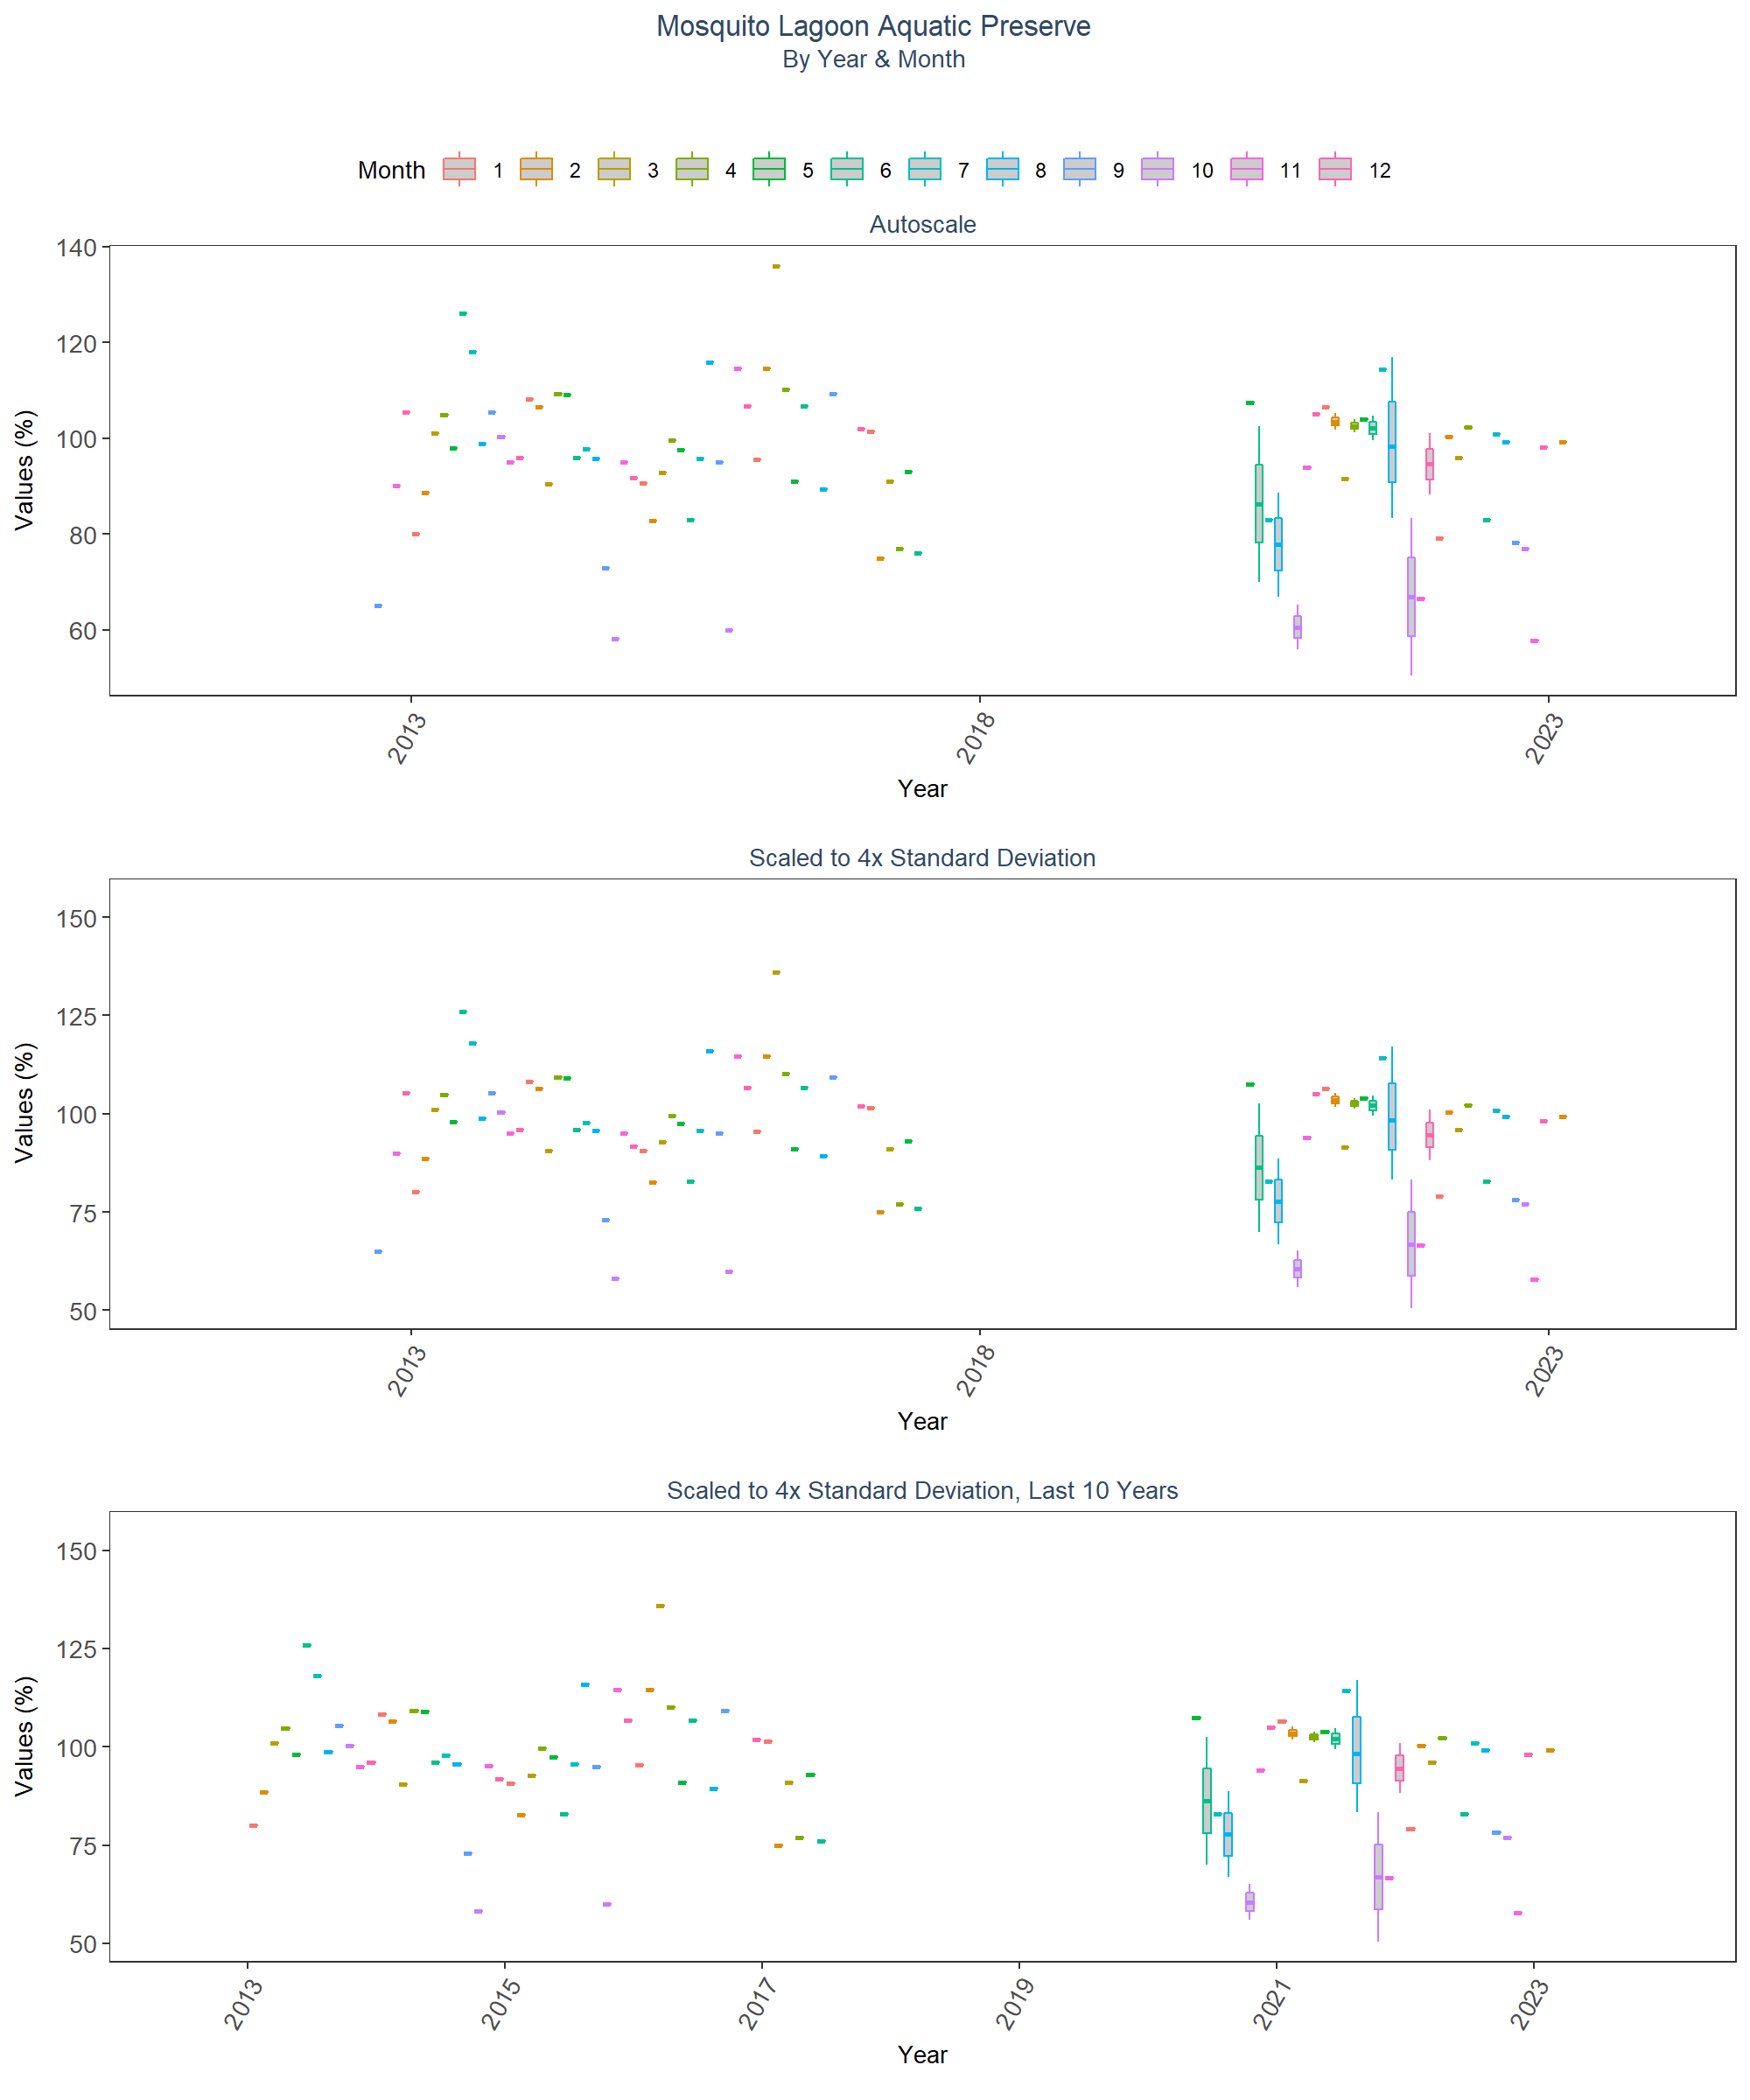 Mosquito Lagoon Aquatic Preserve
By Year & Month
Month 1 2 3 4 5 6 7 8 9 10 11 12
Autoscale
140
120
100
80
60
Values (%)
2013 2018 2023
Year
Scaled to 4x Standard Deviation
150
125
100
75
50
Values (%)
2013 2018 2023
Year
Scaled to 4x Standard Deviation, Last 10 Years
150
125
100
75
50
Values (%)
2013 2015 2017 2019 2021 2023
Year